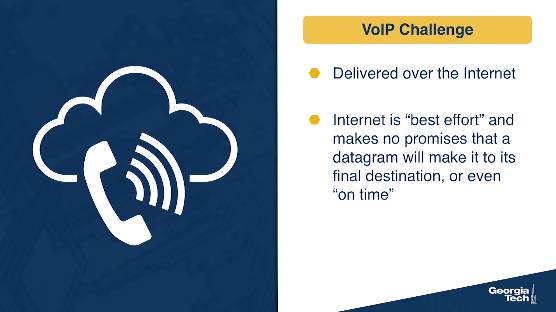 VoIP Challenge
Delivered over the Internet
Internet is “best effort” and
makes no promises that a
datagram will make it to its
final destination, or even
“on time”
Georgia
Tech